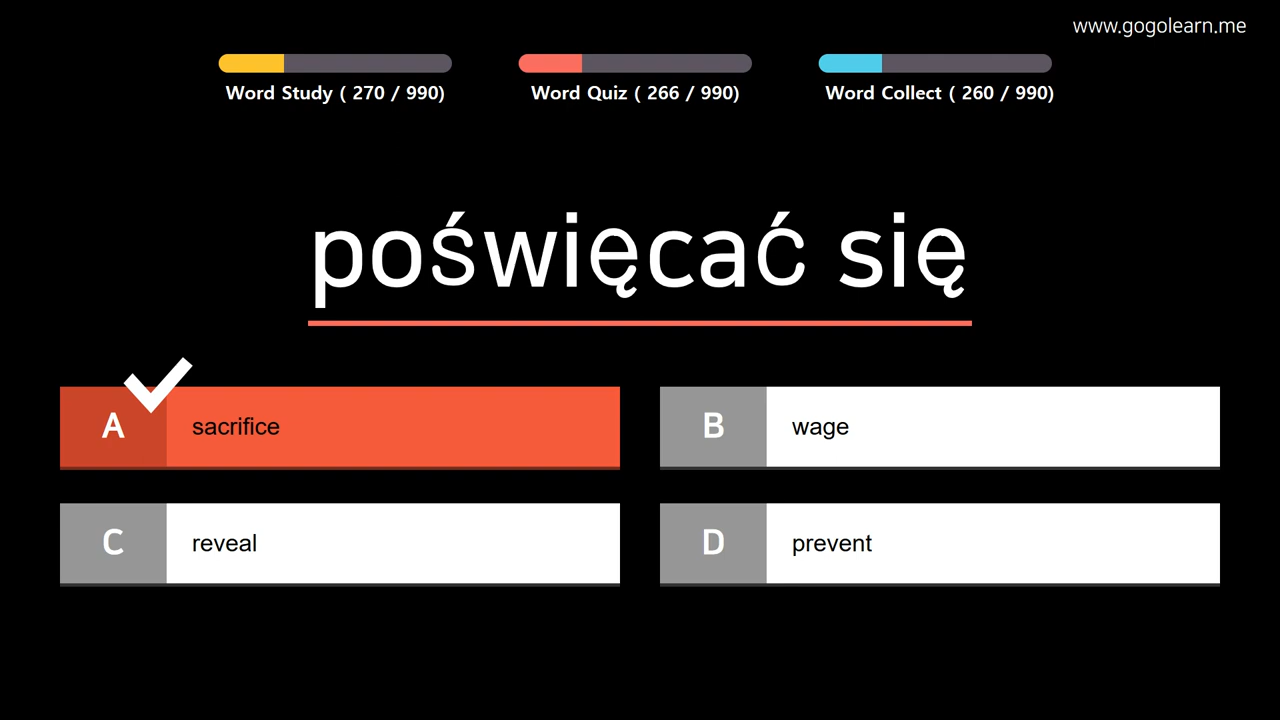 www.gogolearn.me
Word Study ( 270 / 990)
Word Quiz ( 266 / 990)
Word Collect ( 260 / 990)
poświęcać się
A
sacrifice
B
wage
C
reveal
D
prevent